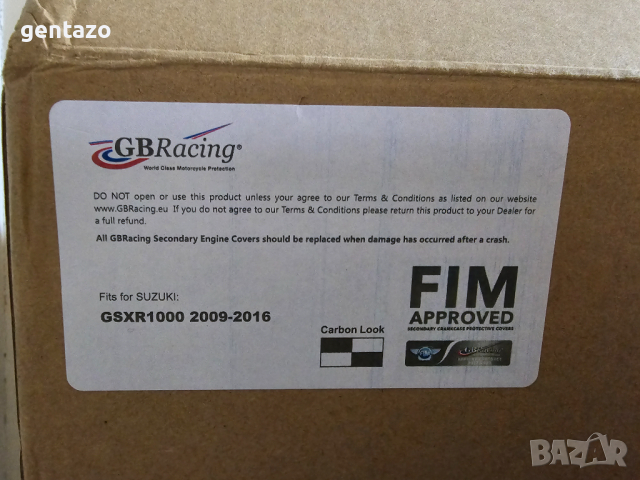 gentazo
GBRacing®
World Class Motorcycle Protection
DO NOT open or use this product unless your agree to our Terms & Conditions as listed on our website
www.GBRacing.eu If you do not agree to our Terms & Conditions please return this product to your Dealer for
a full refund.
All GBRacing Secondary Engine Covers should be replaced when damage has occurred after a crash.
Fits for SUZUKI:
GSXR1000 2009-2016
Carbon Look
FIM
APPROVED
SECONDARY CRANKCASE PROTECTIVE COVERS
FIM
GBRacing
BAZAR